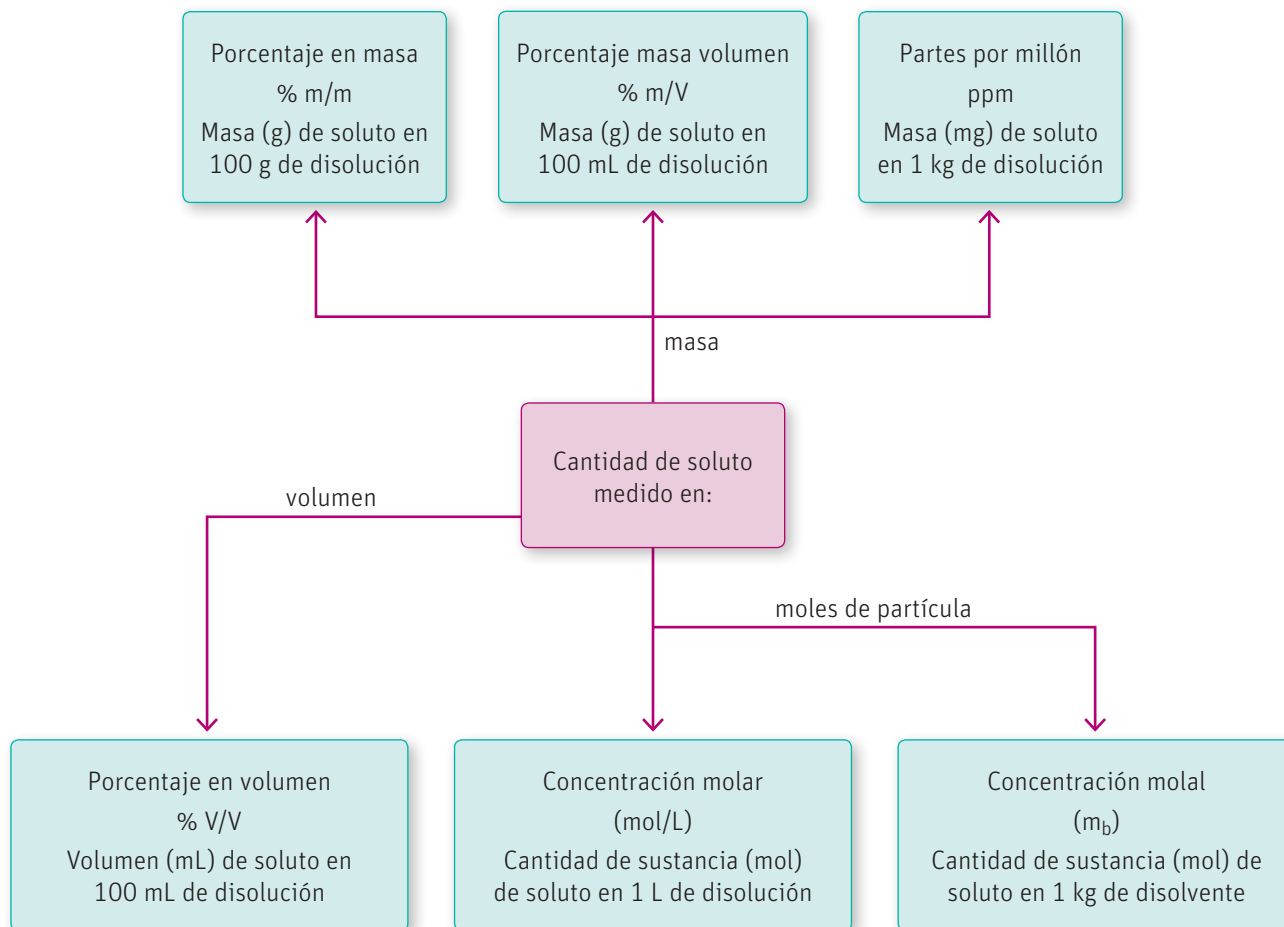 Porcentaje en masa
% m/m
Masa (g) de soluto en
100 g de disolución
Porcentaje masa volumen
% m/V
Masa (g) de soluto en
100 mL de disolución
Partes por millón
ppm
Masa (mg) de soluto
en 1 kg de disolución
masa
Cantidad de soluto
medido en:
volumen
moles de partícula
Porcentaje en volumen
% V/V
Volumen (mL) de soluto en
100 mL de disolución
Concentración molar
(mol/L)
Cantidad de sustancia (mol)
de soluto en 1 L de disolución
Concentración molal
(m_b)
Cantidad de sustancia (mol) de
soluto en 1 kg de disolvente